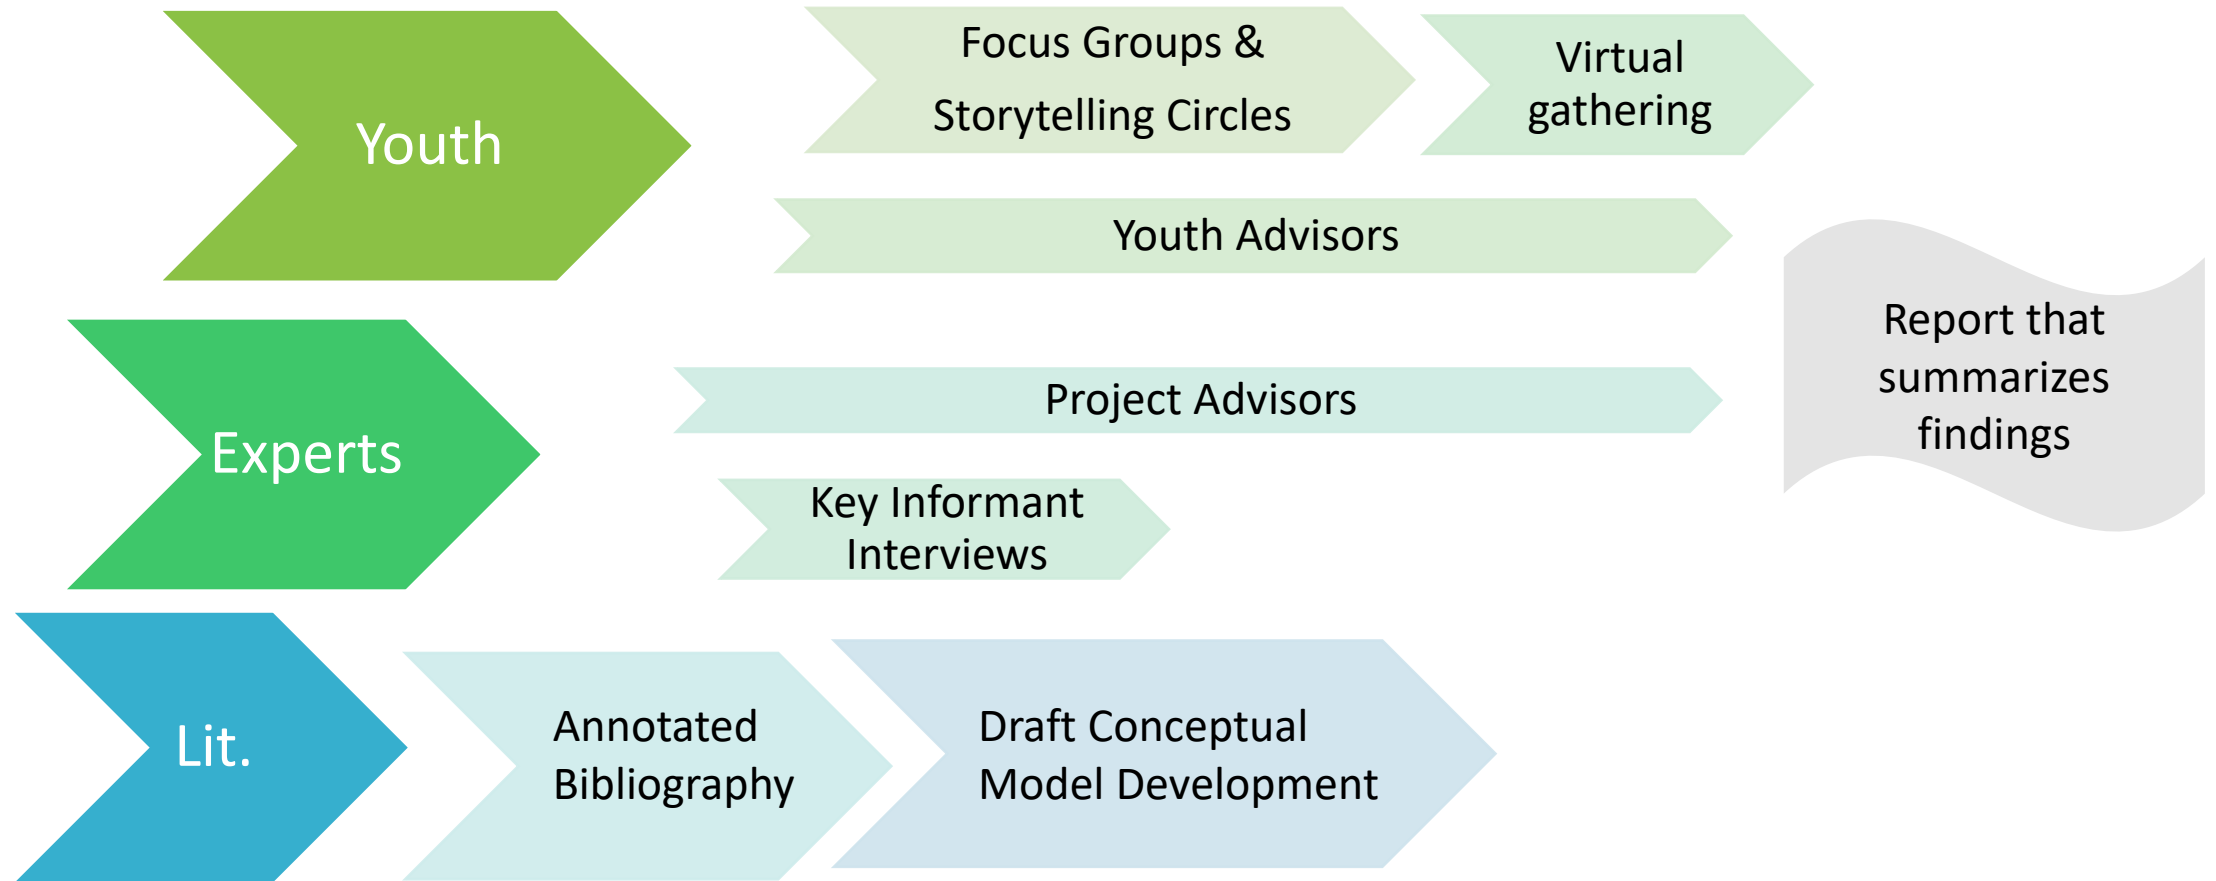 Youth
Focus Groups &
Storytelling Circles
Virtual
gathering
Youth Advisors
Experts
Project Advisors
Key Informant
Interviews
Report that
summarizes
findings
Lit.
Annotated
Bibliography
Draft Conceptual
Model Development